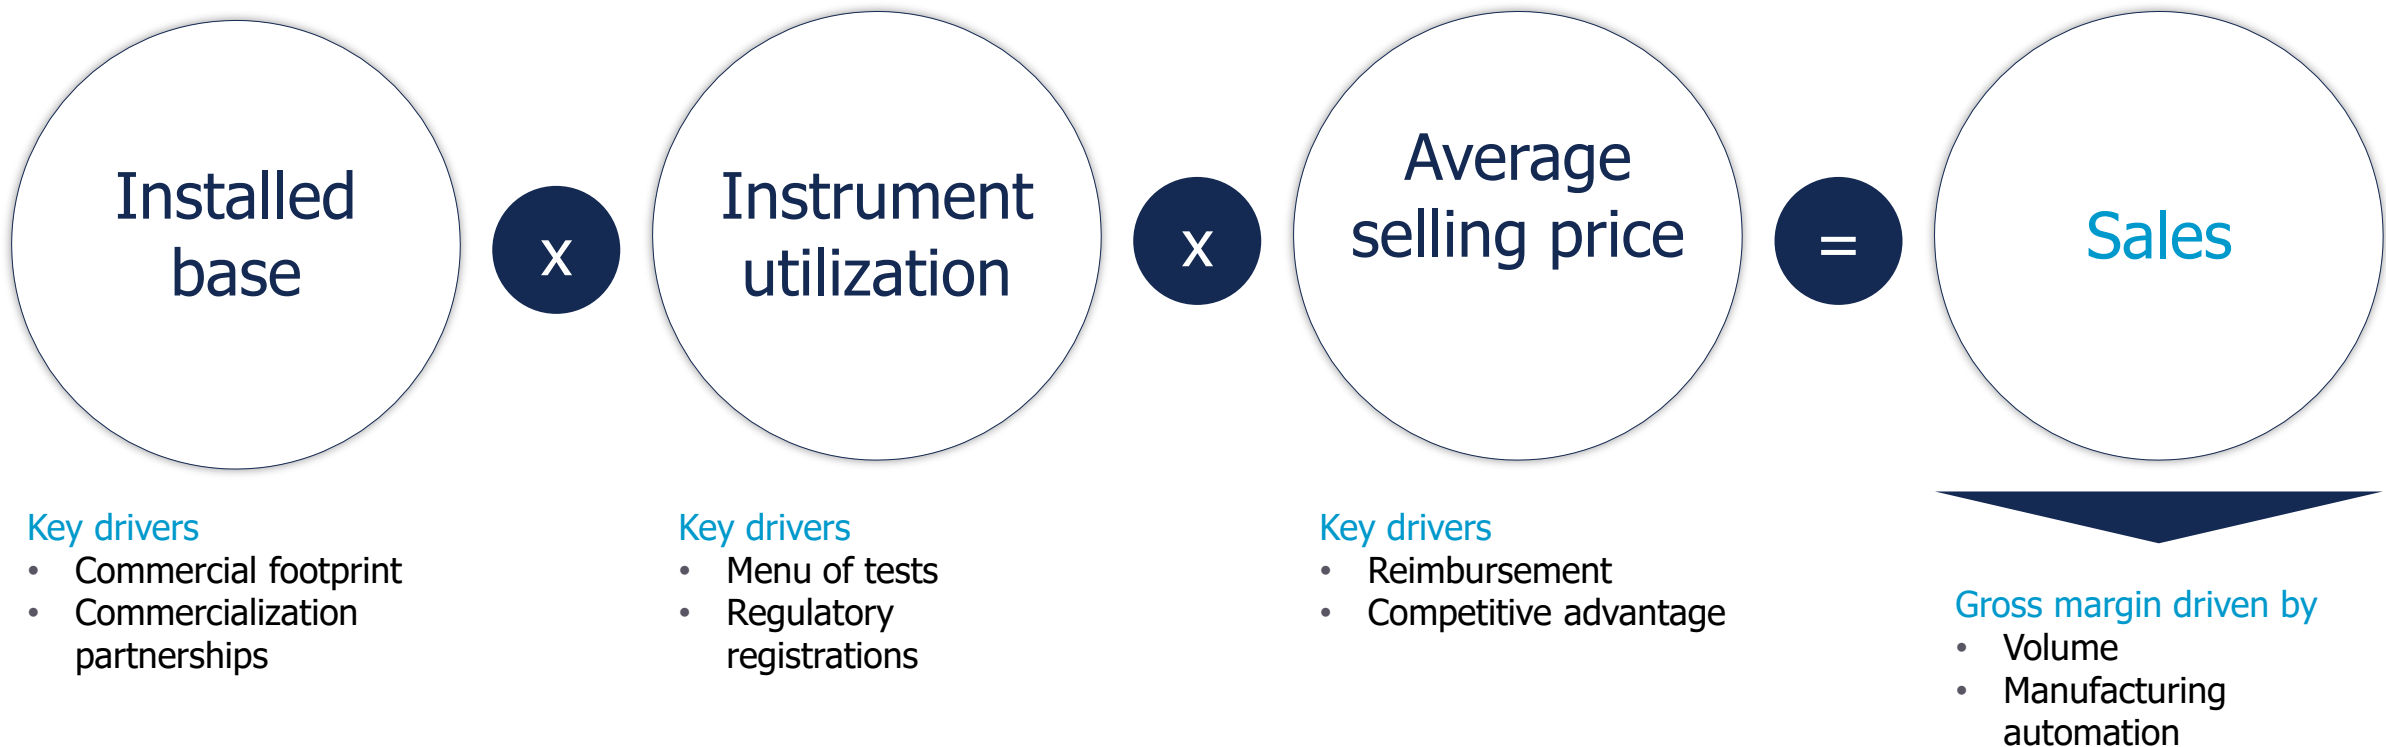 Installed
base
x
Instrument
utilization
x
Average
selling price
=
Sales
Key drivers
• Commercial footprint
• Commercialization
partnerships
Key drivers
• Menu of tests
• Regulatory
registrations
Key drivers
• Reimbursement
• Competitive advantage
Gross margin driven by
• Volume
• Manufacturing
automation